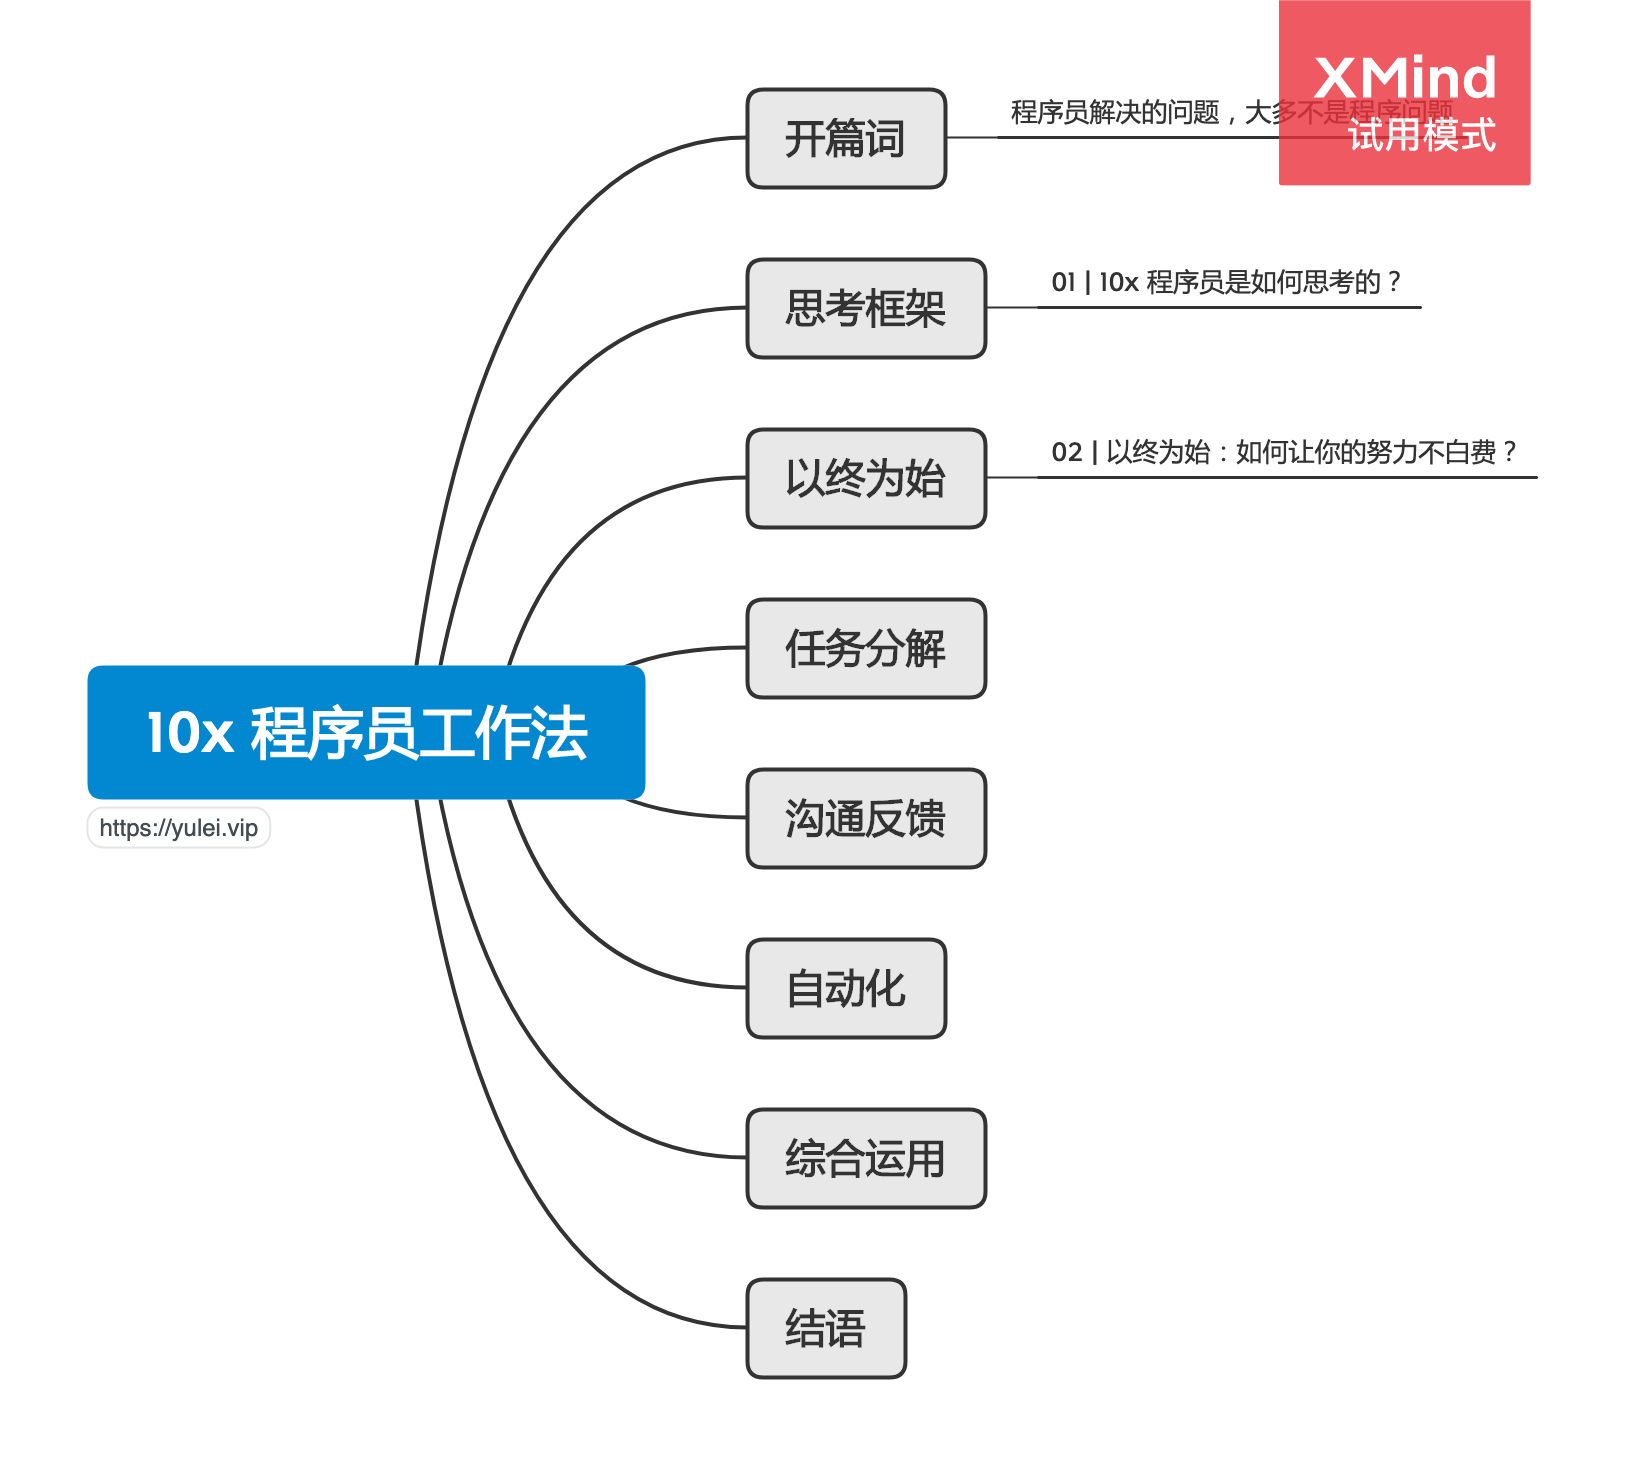 XMind
试用模式
开篇词
程序员解决的问题，大多不是程序问题
思考框架
01 | 10x 程序员是如何思考的？
以终为始
02 | 以终为始：如何让你的努力不白费？
任务分解
10x 程序员工作法
https://yulei.vip
沟通反馈
自动化
综合运用
结语